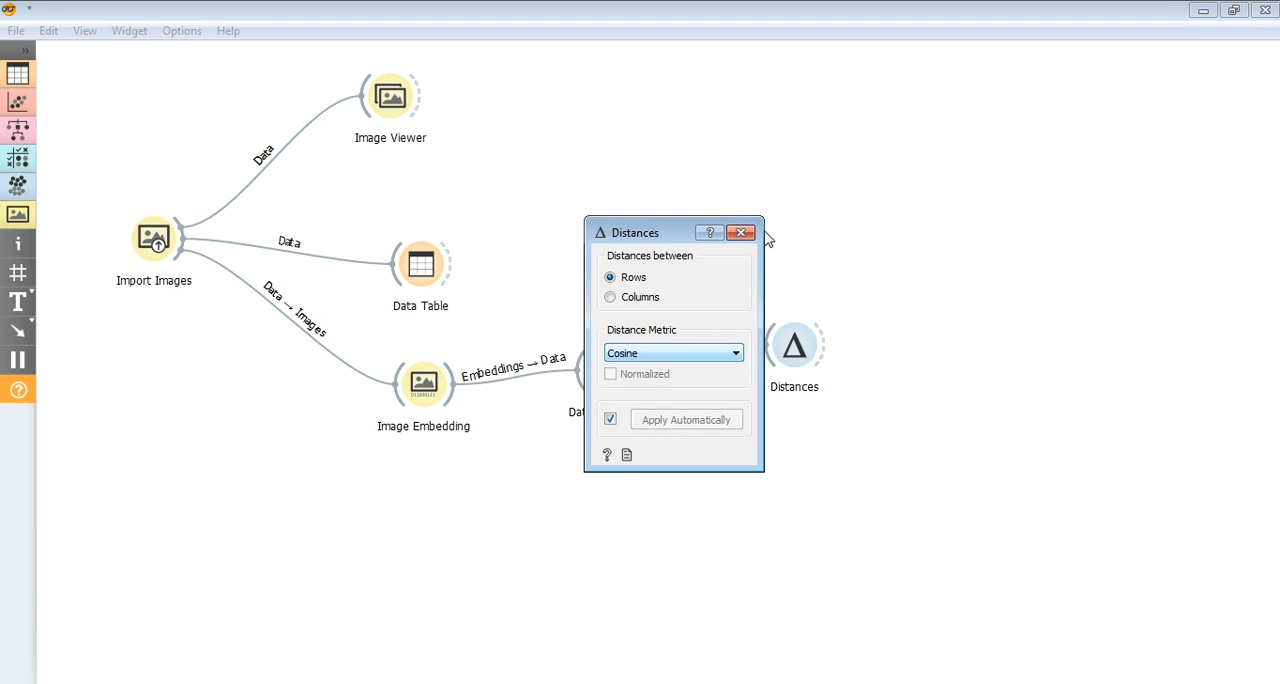 *
File Edit View Widget Options Help
»
Data
Image Viewer
Import Images
Data
Data Table
Data → Images
Image Embedding
Embeddings → Data
Dat
Δ Distances
?
Distances between
Rows
Columns
Distance Metric
Cosine
Normalized
Apply Automatically
?
Δ
Distances
i
#
T
?